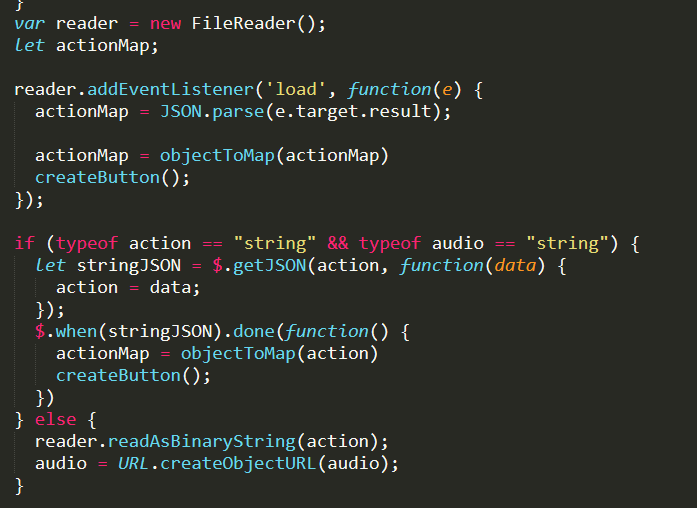 }
var reader = new FileReader();
let actionMap;
reader.addEventListener('load', function(e) {
actionMap = JSON.parse(e.target.result);
actionMap = objectToMap(actionMap)
createButton();
});
if (typeof action == "string" && typeof audio == "string") {
let stringJSON = $.getJSON(action, function(data) {
action = data;
});
$.when(stringJSON).done(function() {
actionMap = objectToMap(action)
createButton();
})
} else {
reader.readAsBinaryString(action);
audio = URL.createObjectURL(audio);
}